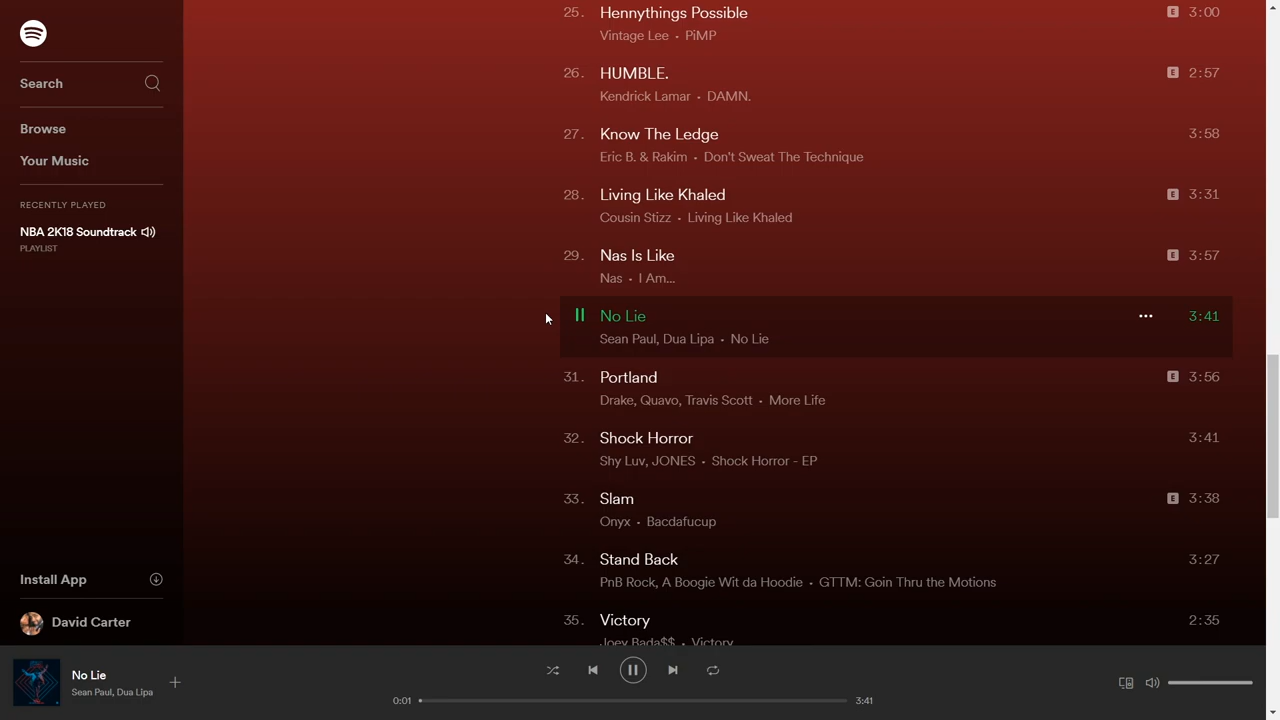 Search
Browse
Your Music
RECENTLY PLAYED
NBA 2K18 Soundtrack
PLAYLIST
Install App
David Carter
25. Hennythings Possible E 3:00
Vintage Lee • PiMP
26. HUMBLE. E 2:57
Kendrick Lamar • DAMN.
27. Know The Ledge 3:58
Eric B. & Rakim • Don't Sweat The Technique
28. Living Like Khaled E 3:31
Cousin Stizz • Living Like Khaled
29. Nas Is Like E 3:57
Nas • I Am...
No Lie 3:41
Sean Paul, Dua Lipa • No Lie
31. Portland E 3:56
Drake, Quavo, Travis Scott • More Life
32. Shock Horror 3:41
Shy Luv, JONES • Shock Horror - EP
33. Slam E 3:38
Onyx • Bacdafucup
34. Stand Back 3:27
PnB Rock, A Boogie Wit da Hoodie • GTTM: Goin Thru the Motions
35. Victory 2:35
Joey Bada$$ • Victory
No Lie
Sean Paul, Dua Lipa
0:01 3:41